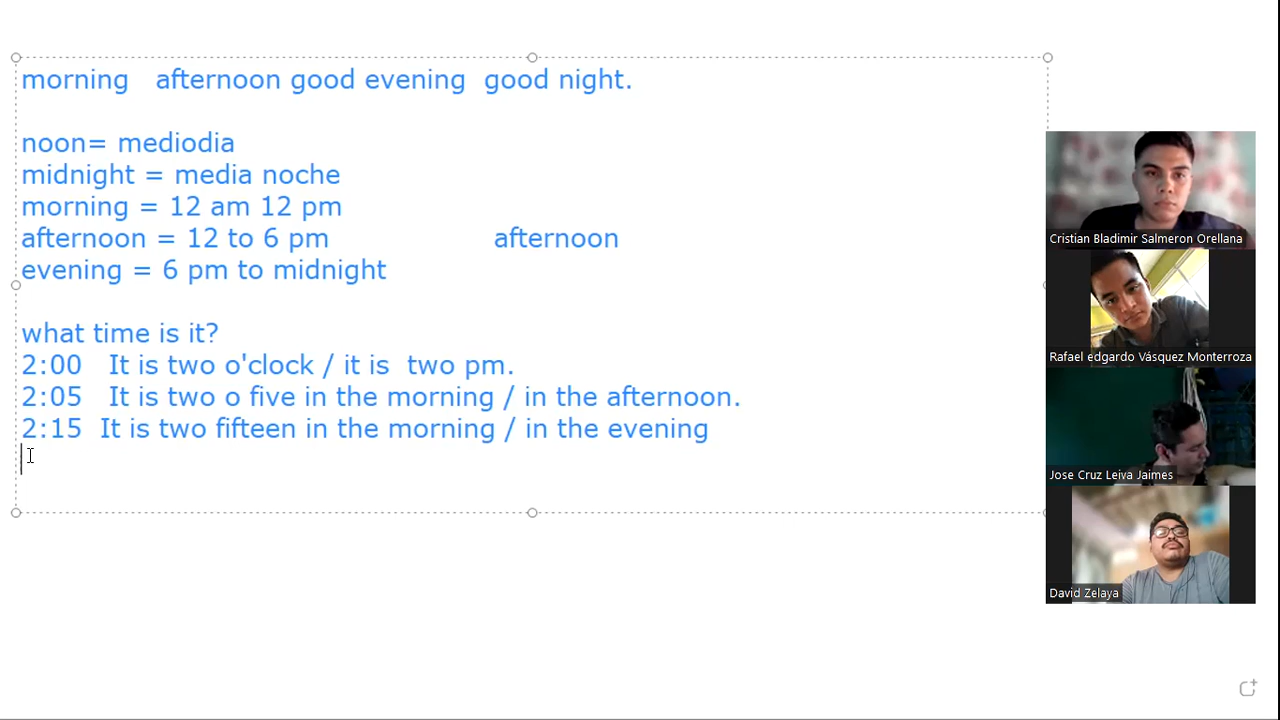 morning   afternoon good evening  good night.
noon= mediodia
midnight = media noche
morning = 12 am 12 pm
afternoon = 12 to 6 pm                    afternoon
evening = 6 pm to midnight
what time is it?
2:00   It is two o'clock / it is  two pm.
2:05   It is two o five in the morning / in the afternoon.
2:15  It is two fifteen in the morning / in the evening
Cristian Bladimir Salmeron Orellana
Rafael edgardo Vásquez Monterroza
Jose Cruz Leiva Jaimes
David Zelaya